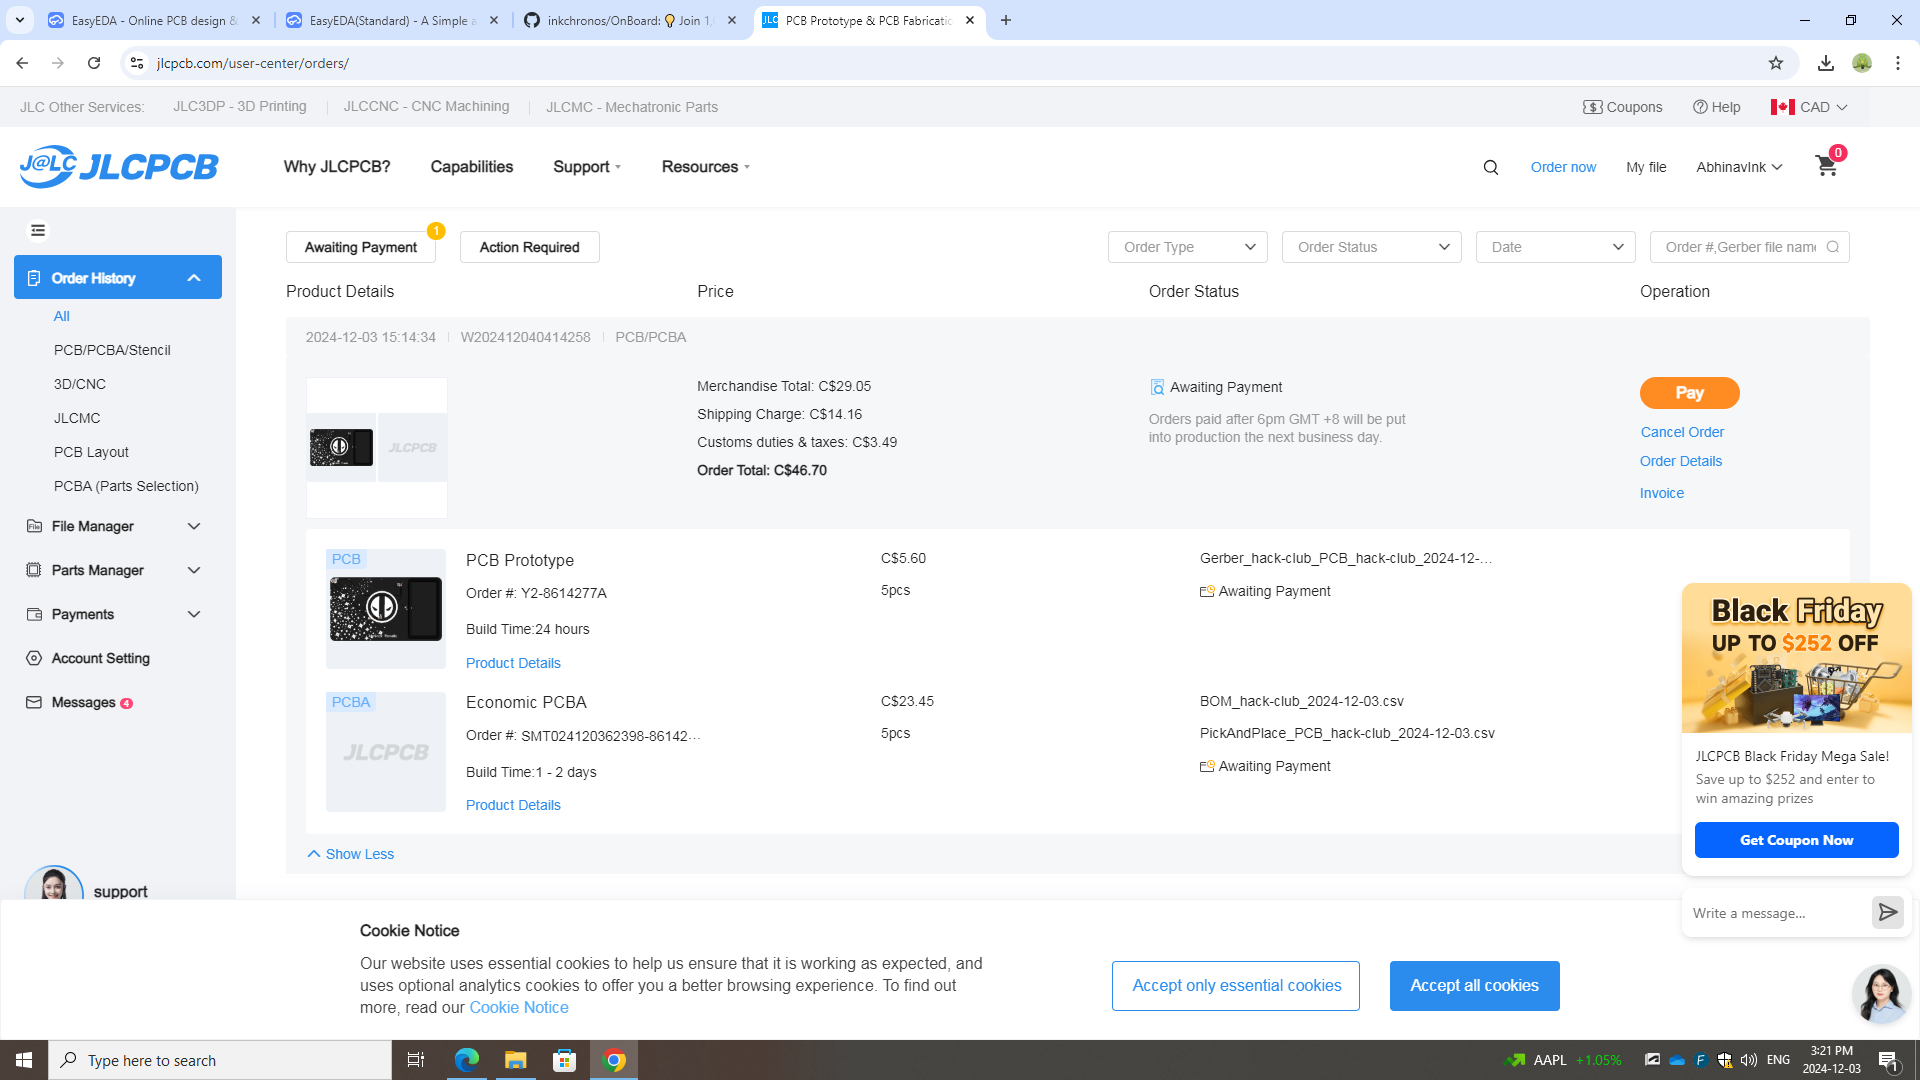 EasyEDA - Online PCB design &
EasyEDA(Standard) - A Simple a
inkchronos/OnBoard: 💡 Join 1,
JLC PCB Prototype & PCB Fabricatio
jlcpcb.com/user-center/orders/
JLC Other Services: JLC3DP - 3D Printing JLCCNC - CNC Machining JLCMC - Mechatronic Parts
Coupons Help CAD
J@LC JLCPCB Why JLCPCB? Capabilities Support Resources Order now My file AbhinavInk 0
Order History
All
PCB/PCBA/Stencil
3D/CNC
JLCMC
PCB Layout
PCBA (Parts Selection)
File Manager
Parts Manager
Payments
Account Setting
Messages 4
support
Awaiting Payment 1 Action Required Order Type Order Status Date Order #,Gerber file name
Product Details Price Order Status Operation
2024-12-03 15:14:34 W202412040414258 PCB/PCBA
JLCPCB
Merchandise Total: C$29.05
Shipping Charge: C$14.16
Customs duties & taxes: C$3.49
Order Total: C$46.70
Awaiting Payment
Orders paid after 6pm GMT +8 will be put
into production the next business day.
Pay
Cancel Order
Order Details
Invoice
PCB
PCB Prototype
Order #: Y2-8614277A
Build Time:24 hours
Product Details
C$5.60
5pcs
Gerber_hack-club_PCB_hack-club_2024-12-...
Awaiting Payment
PCBA
JLCPCB
Economic PCBA
Order #: SMT024120362398-86142...
Build Time:1 - 2 days
Product Details
C$23.45
5pcs
BOM_hack-club_2024-12-03.csv
PickAndPlace_PCB_hack-club_2024-12-03.csv
Awaiting Payment
Show Less
Black Friday
UP TO $252 OFF
JLCPCB Black Friday Mega Sale!
Save up to $252 and enter to
win amazing prizes
Get Coupon Now
Write a message...
Cookie Notice
Our website uses essential cookies to help us ensure that it is working as expected, and
uses optional analytics cookies to offer you a better browsing experience. To find out
more, read our Cookie Notice
Accept only essential cookies
Accept all cookies
Type here to search
AAPL +1.05%
ENG
3:21 PM
2024-12-03
1